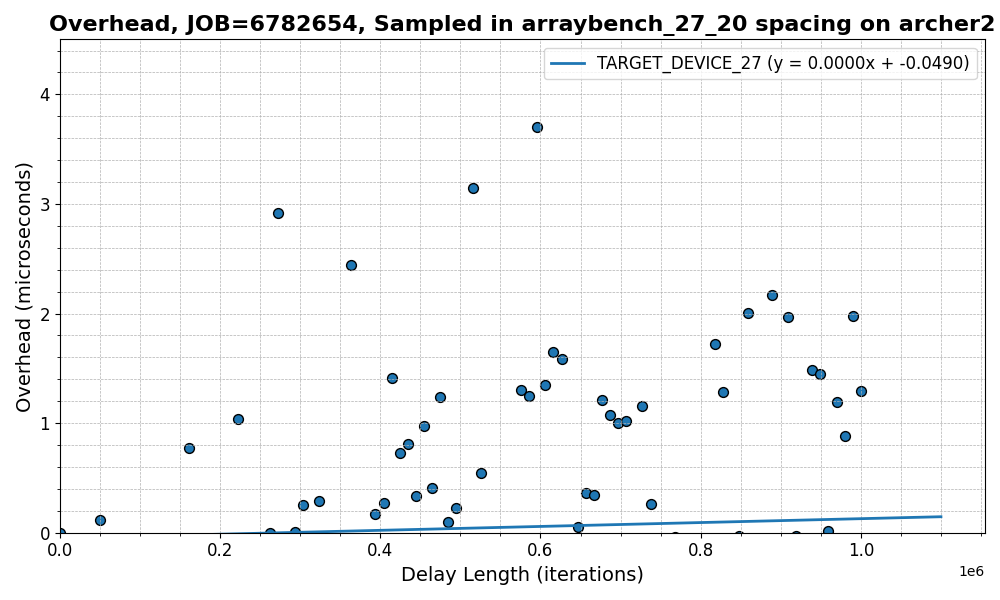 Overhead, JOB=6782654, Sampled in arraybench_27_20 spacing on archer2
TARGET_DEVICE_27 (y = 0.0000x + -0.0490)
Overhead (microseconds)
4
3
2
1
0
0.0 0.2 0.4 0.6 0.8 1.0
1e6
Delay Length (iterations)